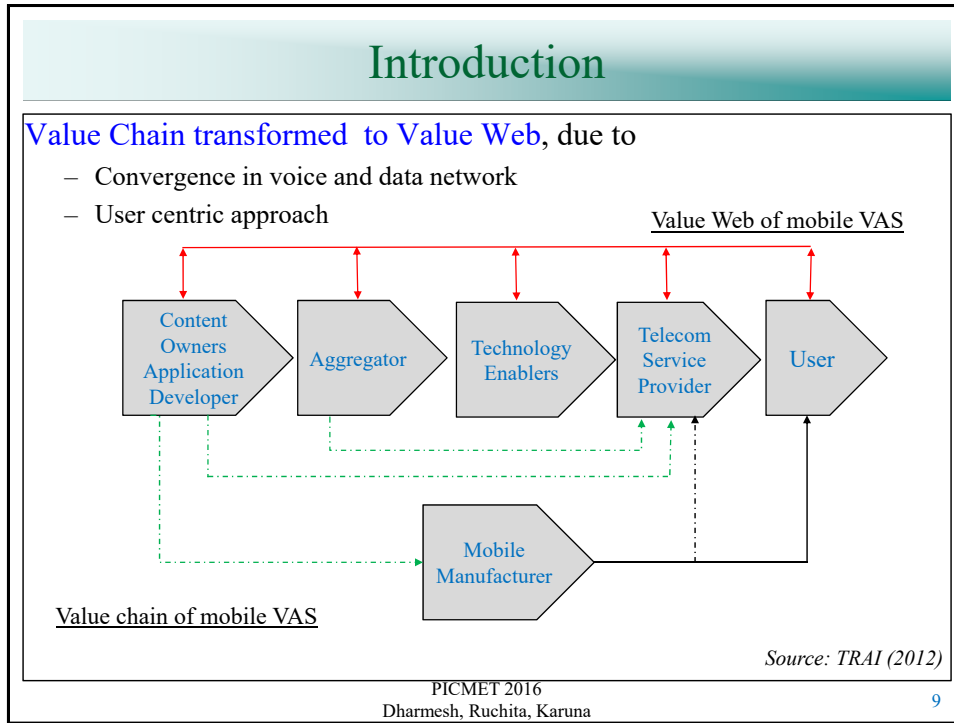 Introduction
Value Chain transformed to Value Web, due to
– Convergence in voice and data network
– User centric approach
Value Web of mobile VAS
Content
Owners
Application
Developer
Aggregator
Technology
Enablers
Telecom
Service
Provider
User
Mobile
Manufacturer
Value chain of mobile VAS
Source: TRAI (2012)
PICMET 2016
Dharmesh, Ruchita, Karuna
9